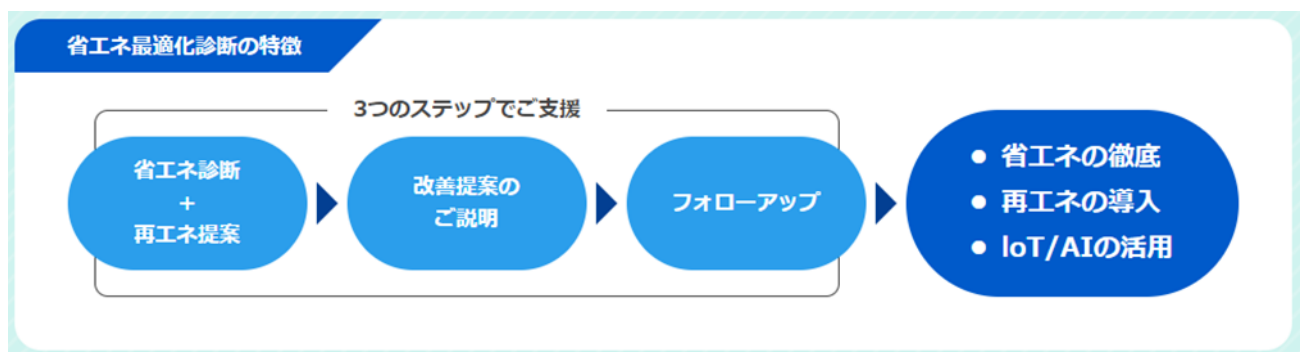 省エネ最適化診断の特徴
3つのステップでご支援
省エネ診断
+
再エネ提案
改善提案の
ご説明
フォローアップ
● 省エネの徹底
● 再エネの導入
● IoT/AIの活用